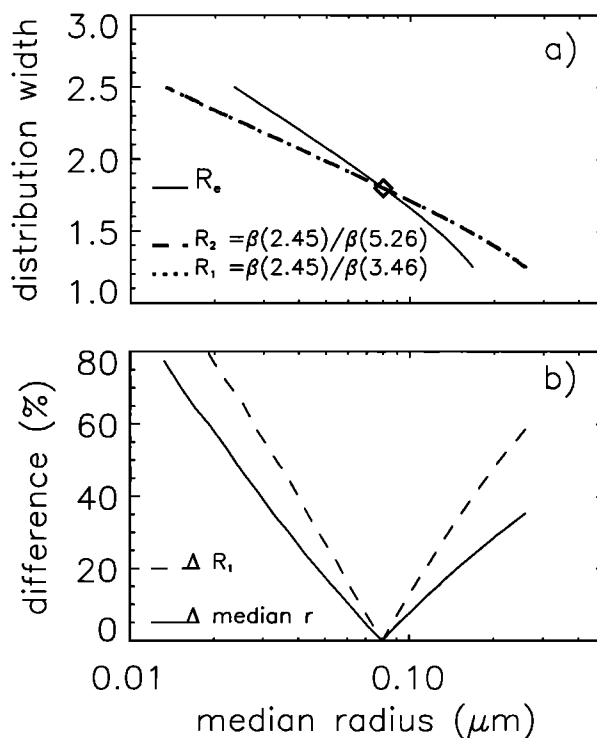 a)
3.0
2.5
2.0
1.5
1.0
distribution width
Re
R2 =β(2.45)/β(5.26)
R1 =β(2.45)/β(3.46)
b)
80
60
40
20
0
difference (%)
Δ R1
Δ median r
0.01
0.10
median radius (μm)